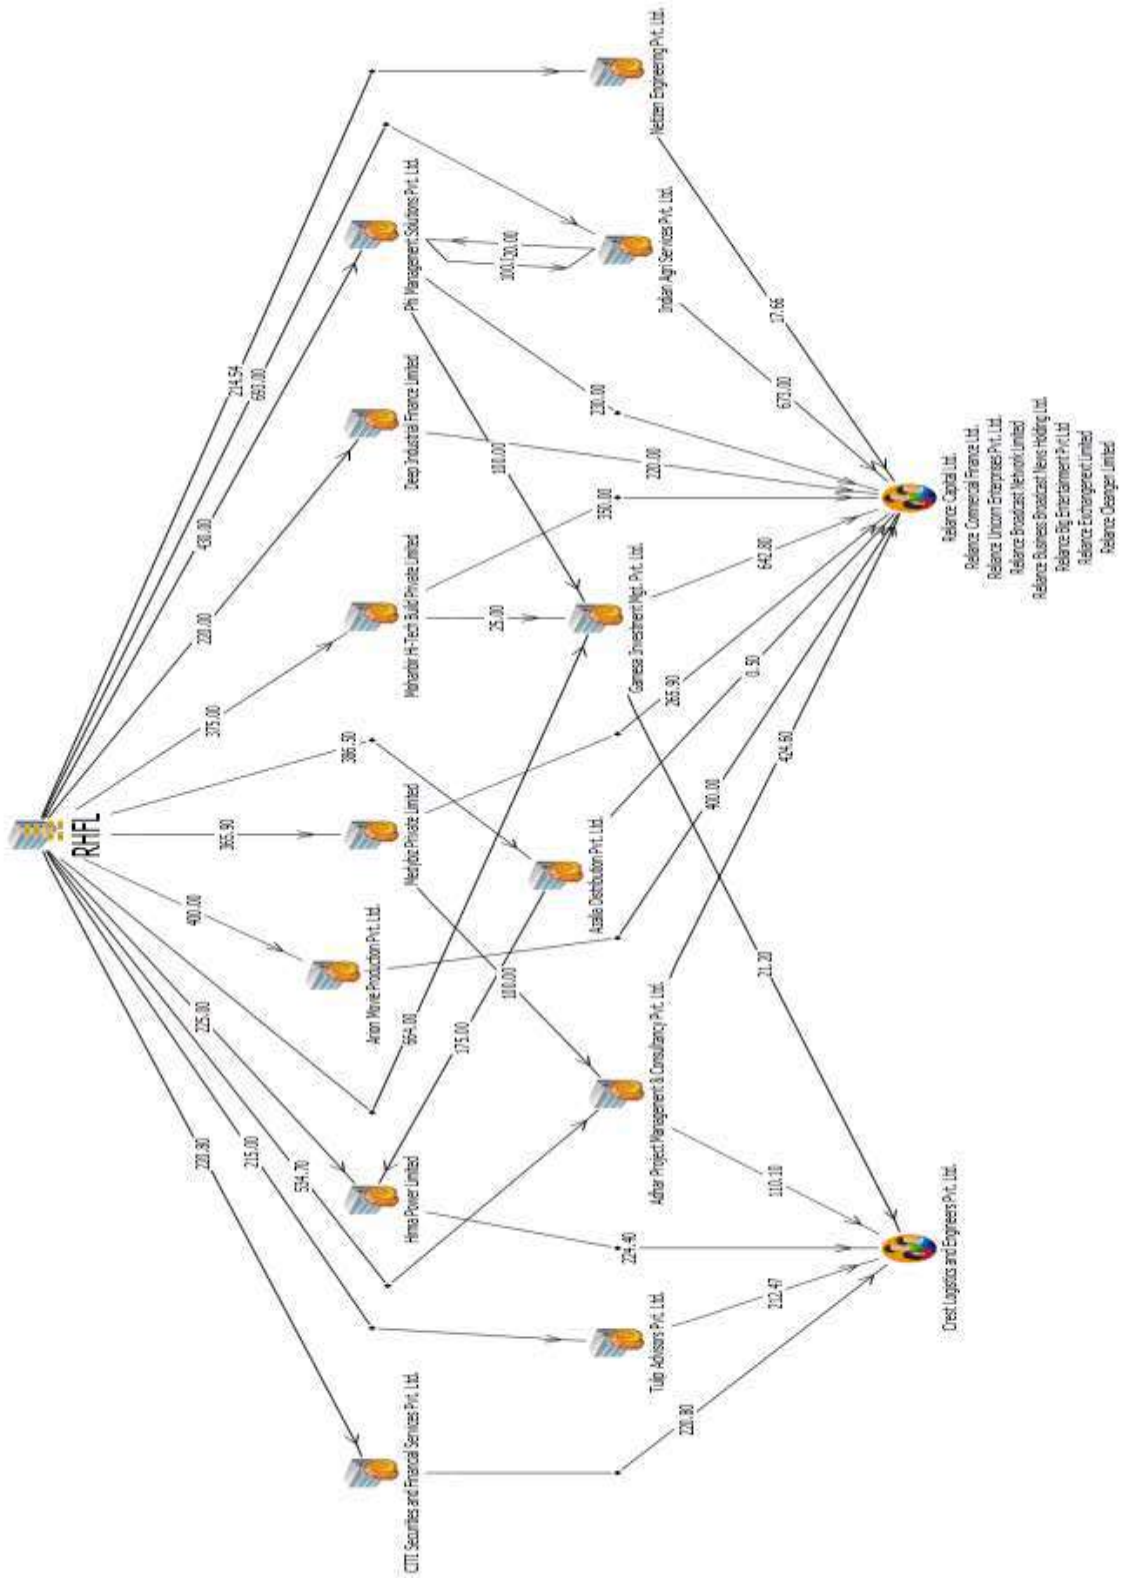 RHFL
214.54
693.00
430.00
220.00
375.00
386.50
365.90
400.00
225.00
534.70
215.00
220.80
Netizen Engineering Pvt. Ltd.
Phi Management Solutions Pvt. Ltd.
Indian Agri Services Pvt. Ltd.
Deep Industrial Finance Limited
Mohanbir Hi-Tech Build Private Limited
Gamesa Investment Mgt. Pvt. Ltd.
Medybiz Private Limited
Azalia Distribution Pvt. Ltd.
Arion Movie Production Pvt. Ltd.
Adhar Project Management & Consultancy Pvt. Ltd.
Hirma Power Limited
Tulip Advisors Pvt. Ltd.
CITI Securities and Financial Services Pvt. Ltd.
20.00
17.66
673.00
230.00
100.00
220.00
350.00
25.00
642.80
265.90
0.50
400.00
424.60
664.00
100.00
175.00
21.20
110.10
224.40
212.47
220.80
Reliance Capital Ltd.
Reliance Commercial Finance Ltd.
Reliance Unicorn Enterprises Pvt. Ltd.
Reliance Broadcast Network Limited
Reliance Business Broadcast News Holding Ltd.
Reliance Big Entertainment Pvt Ltd
Reliance Exchangenext Limited
Reliance Cleangen Limited
Crest Logistics and Engineers Pvt. Ltd.